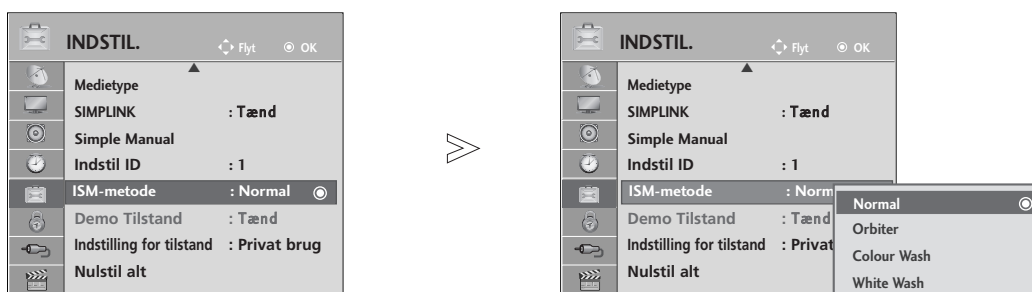 INDSTIL.
Flyt OK
Medietype
SIMPLINK : Tænd
Simple Manual
Indstil ID : 1
ISM-metode : Normal
Demo Tilstand : Tænd
Indstilling for tilstand : Privat brug
Nulstil alt
INDSTIL.
Flyt OK
Medietype
SIMPLINK : Tænd
Simple Manual
Indstil ID : 1
ISM-metode : Norm
Demo Tilstand : Tænd
Indstilling for tilstand : Privat
Nulstil alt
Normal
Orbiter
Colour Wash
White Wash